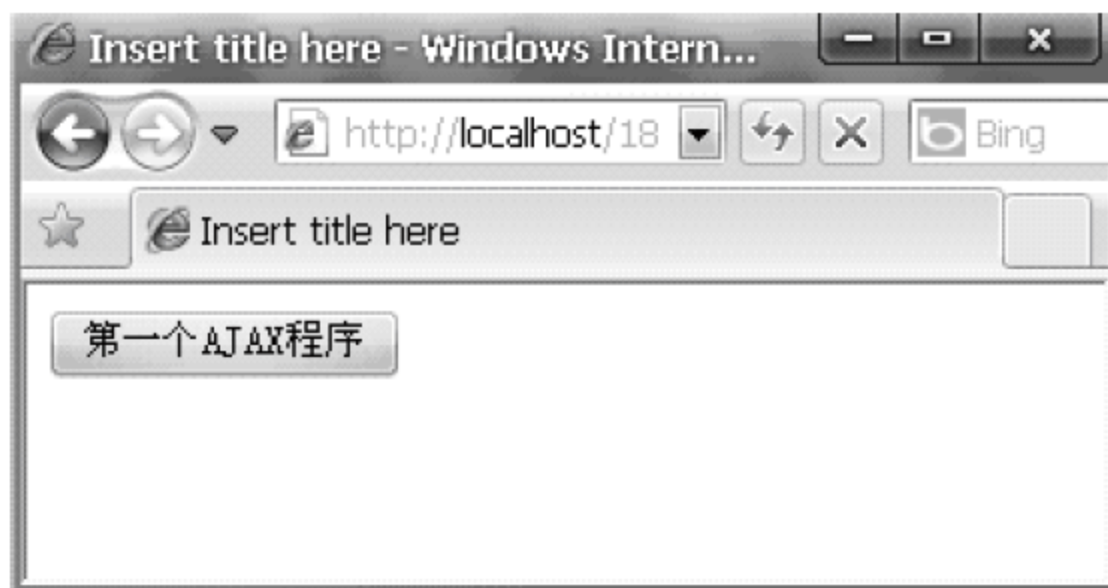 Insert title here - Windows Intern...
http://localhost/18
Bing
Insert title here
第一个AJAX程序